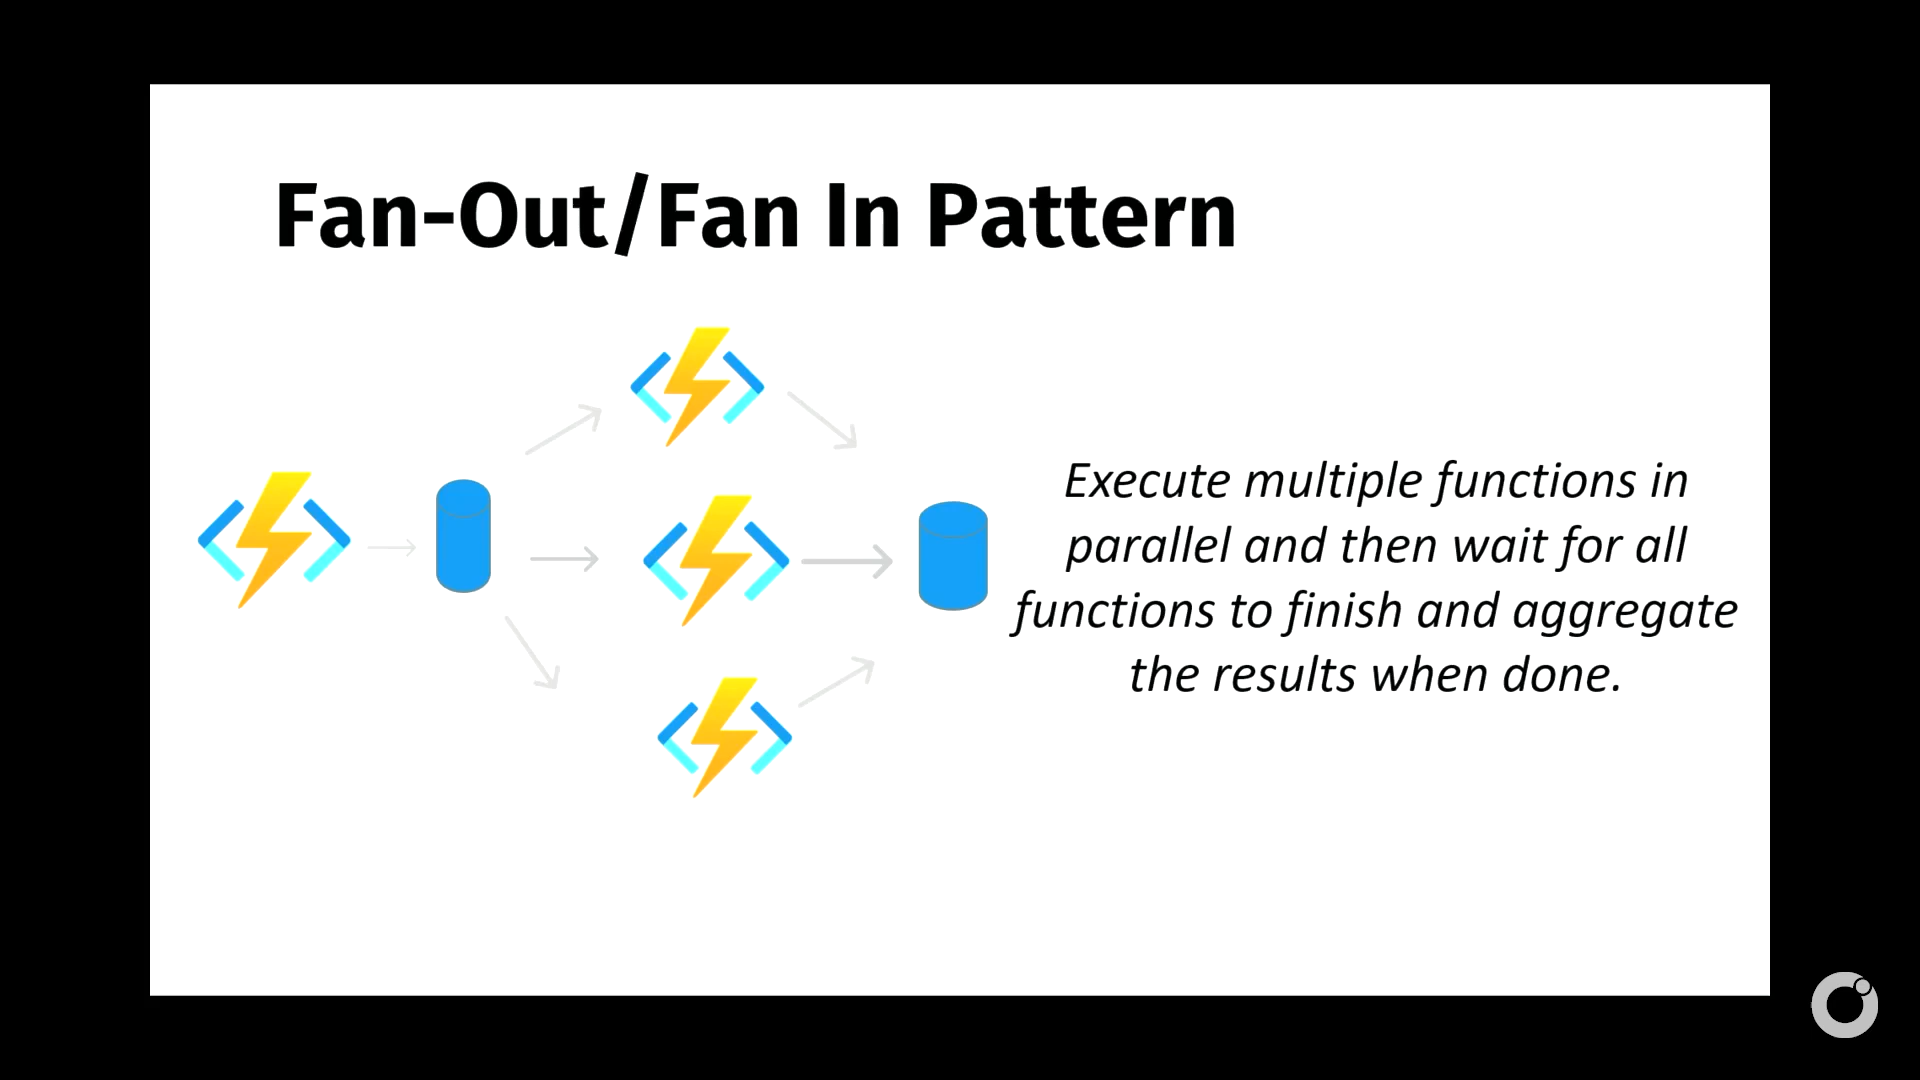 Fan-Out/Fan In Pattern
Execute multiple functions in
parallel and then wait for all
functions to finish and aggregate
the results when done.